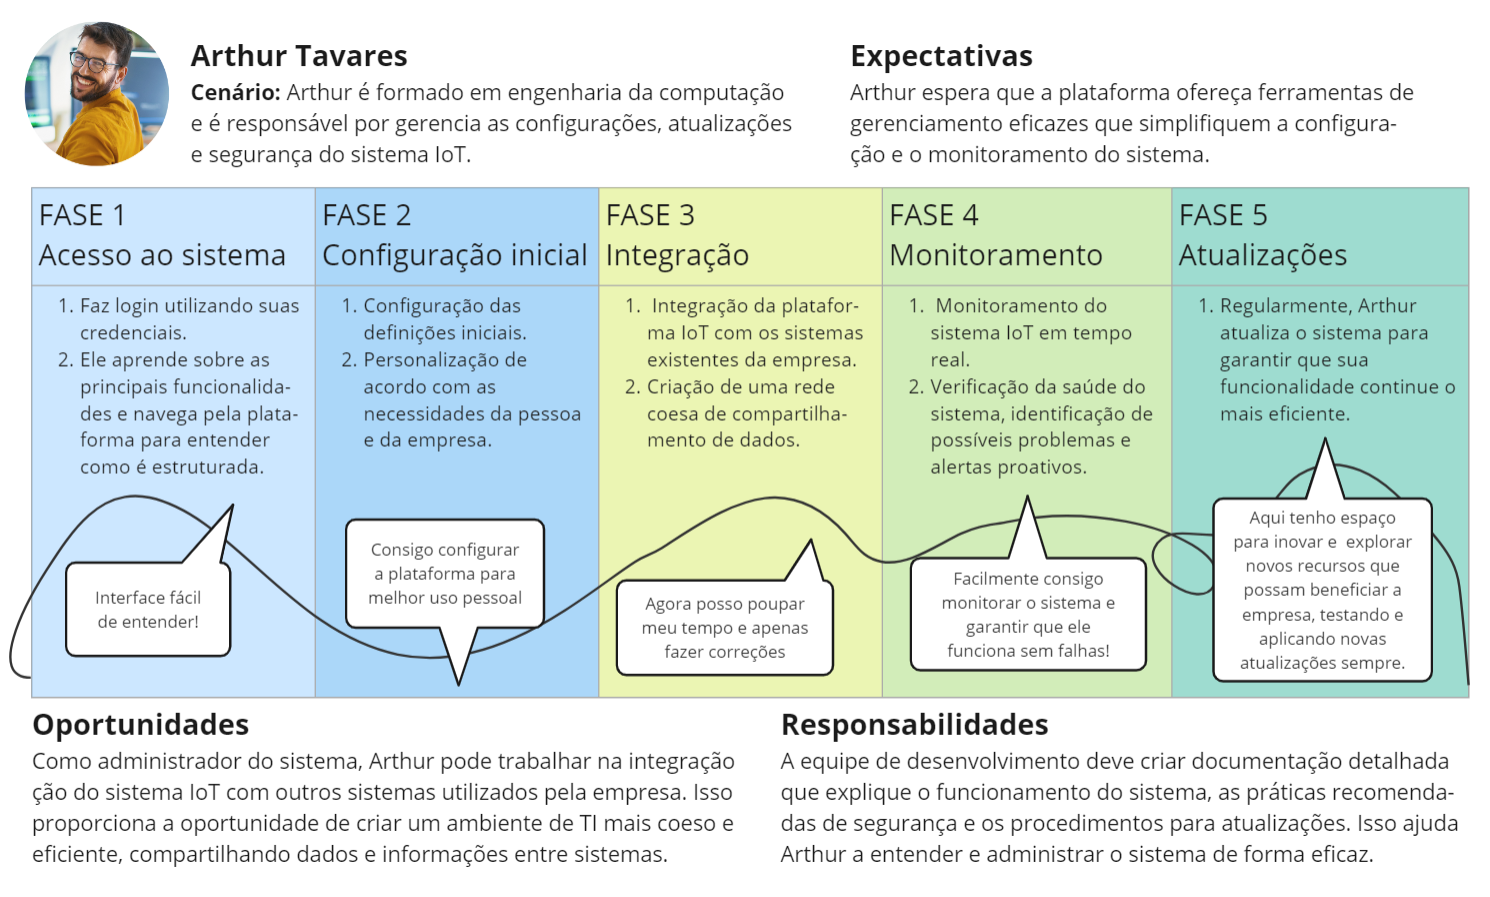 Arthur Tavares
Cenário: Arthur é formado em engenharia da computação
e é responsável por gerencia as configurações, atualizações
e segurança do sistema IoT.
Expectativas
Arthur espera que a plataforma ofereça ferramentas de
gerenciamento eficazes que simplifiquem a configura-
ção e o monitoramento do sistema.
FASE 1
Acesso ao sistema
1. Faz login utilizando suas
credenciais.
2. Ele aprende sobre as
principais funcionalida-
des e navega pela plata-
forma para entender
como é estruturada.
Interface fácil
de entender!
FASE 2
Configuração inicial
1. Configuração das
definições iniciais.
2. Personalização de
acordo com as
necessidades da pessoa
e da empresa.
Consigo configurar
a plataforma para
melhor uso pessoal
FASE 3
Integração
1. Integração da platafor-
ma IoT com os sistemas
existentes da empresa.
2. Criação de uma rede
coesa de compartilha-
mento de dados.
Agora posso poupar
meu tempo e apenas
fazer correções
FASE 4
Monitoramento
1. Monitoramento do
sistema IoT em tempo
real.
2. Verificação da saúde do
sistema, identificação de
possíveis problemas e
alertas proativos.
Facilmente consigo
monitorar o sistema e
garantir que ele
funciona sem falhas!
FASE 5
Atualizações
1. Regularmente, Arthur
atualiza o sistema para
garantir que sua
funcionalidade continue o
mais eficiente.
Aqui tenho espaço
para inovar e explorar
novos recursos que
possam beneficiar a
empresa, testando e
aplicando novas
atualizações sempre.
Oportunidades
Como administrador do sistema, Arthur pode trabalhar na integração
ção do sistema IoT com outros sistemas utilizados pela empresa. Isso
proporciona a oportunidade de criar um ambiente de TI mais coeso e
eficiente, compartilhando dados e informações entre sistemas.
Responsabilidades
A equipe de desenvolvimento deve criar documentação detalhada
que explique o funcionamento do sistema, as práticas recomenda-
das de segurança e os procedimentos para atualizações. Isso ajuda
Arthur a entender e administrar o sistema de forma eficaz.